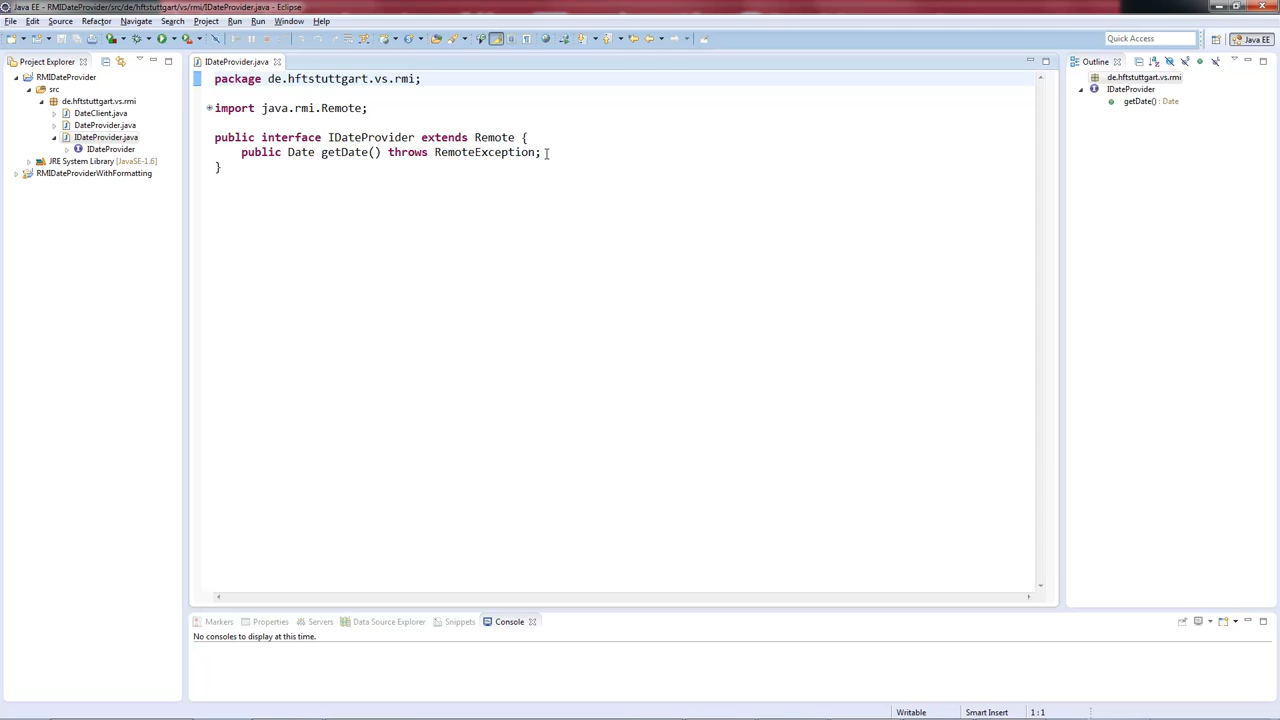 Java EE - RMIDateProvider/src/de/hftstuttgart/vs/rmi/IDateProvider.java - Eclipse
File Edit Source Refactor Navigate Search Project Run Run Window Help
Quick Access
Java EE
Project Explorer
RMIDateProvider
src
de.hftstuttgart.vs.rmi
DateClient.java
DateProvider.java
IDateProvider.java
IDateProvider
JRE System Library [JavaSE-1.6]
RMIDateProviderWithFormatting
IDateProvider.java
package de.hftstuttgart.vs.rmi;
import java.rmi.Remote;
public interface IDateProvider extends Remote {
public Date getDate() throws RemoteException;
}
Outline
de.hftstuttgart.vs.rmi
IDateProvider
getDate() : Date
Markers Properties Servers Data Source Explorer Snippets Console
No consoles to display at this time.
Writable Smart Insert 1 : 1